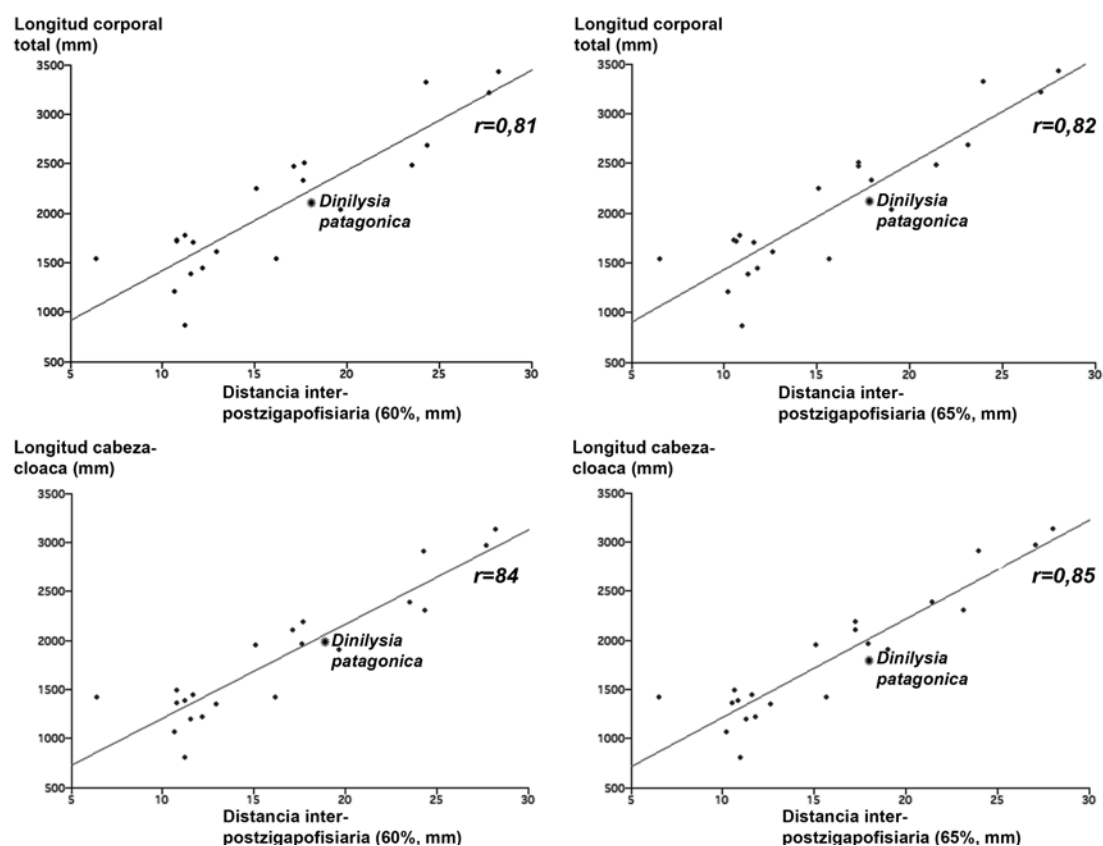 Longitud corporal
total (mm)
3500
3000
2500
2000
1500
1000
500
5
10
15
20
25
30
r=0,81
Dinilysia
patagonica
Distancia inter-
postzigapofisiaria (60%, mm)
Longitud corporal
total (mm)
3500
3000
2500
2000
1500
1000
500
5
10
15
20
25
30
r=0,82
Dinilysia
patagonica
Distancia inter-
postzigapofisiaria (65%, mm)
Longitud cabeza-
cloaca (mm)
3500
3000
2500
2000
1500
1000
500
5
10
15
20
25
30
r=84
Dinilysia
patagonica
Distancia inter-
postzigapofisiaria (60%, mm)
Longitud cabeza-
cloaca (mm)
3500
3000
2500
2000
1500
1000
500
5
10
15
20
25
30
r=0,85
Dinilysia
patagonica
Distancia inter-
postzigapofisiaria (65%, mm)